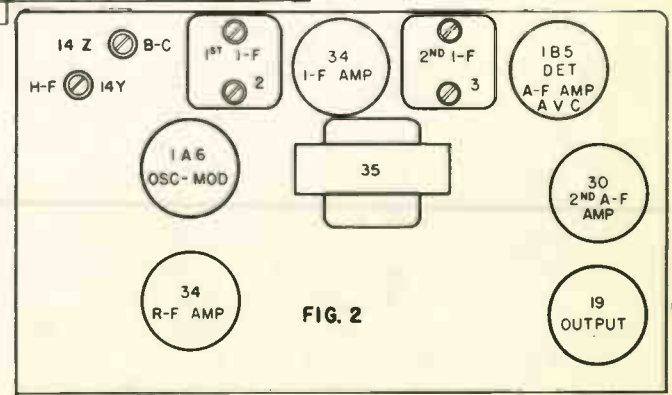 14 Z B-C
H-F 14Y
1ST I-F
2
34
I-F AMP
2ND I-F
3
1B5
DET
A-F AMP
A V C
1A6
OSC-MOD
35
30
2ND A-F
AMP
34
R-F AMP
FIG. 2
19
OUTPUT